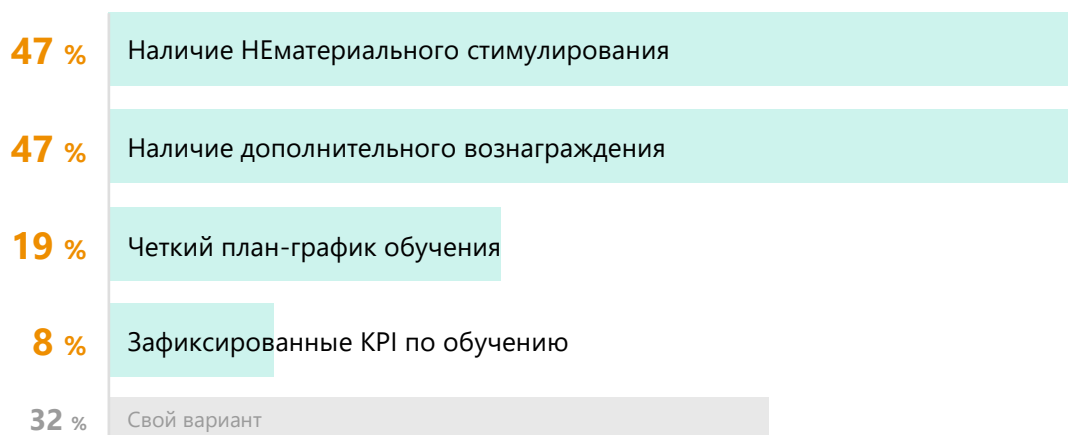 47 % Наличие НЕматериального стимулирования
47 % Наличие дополнительного вознаграждения
19 % Четкий план-график обучения
8 % Зафиксированные KPI по обучению
32 % Свой вариант